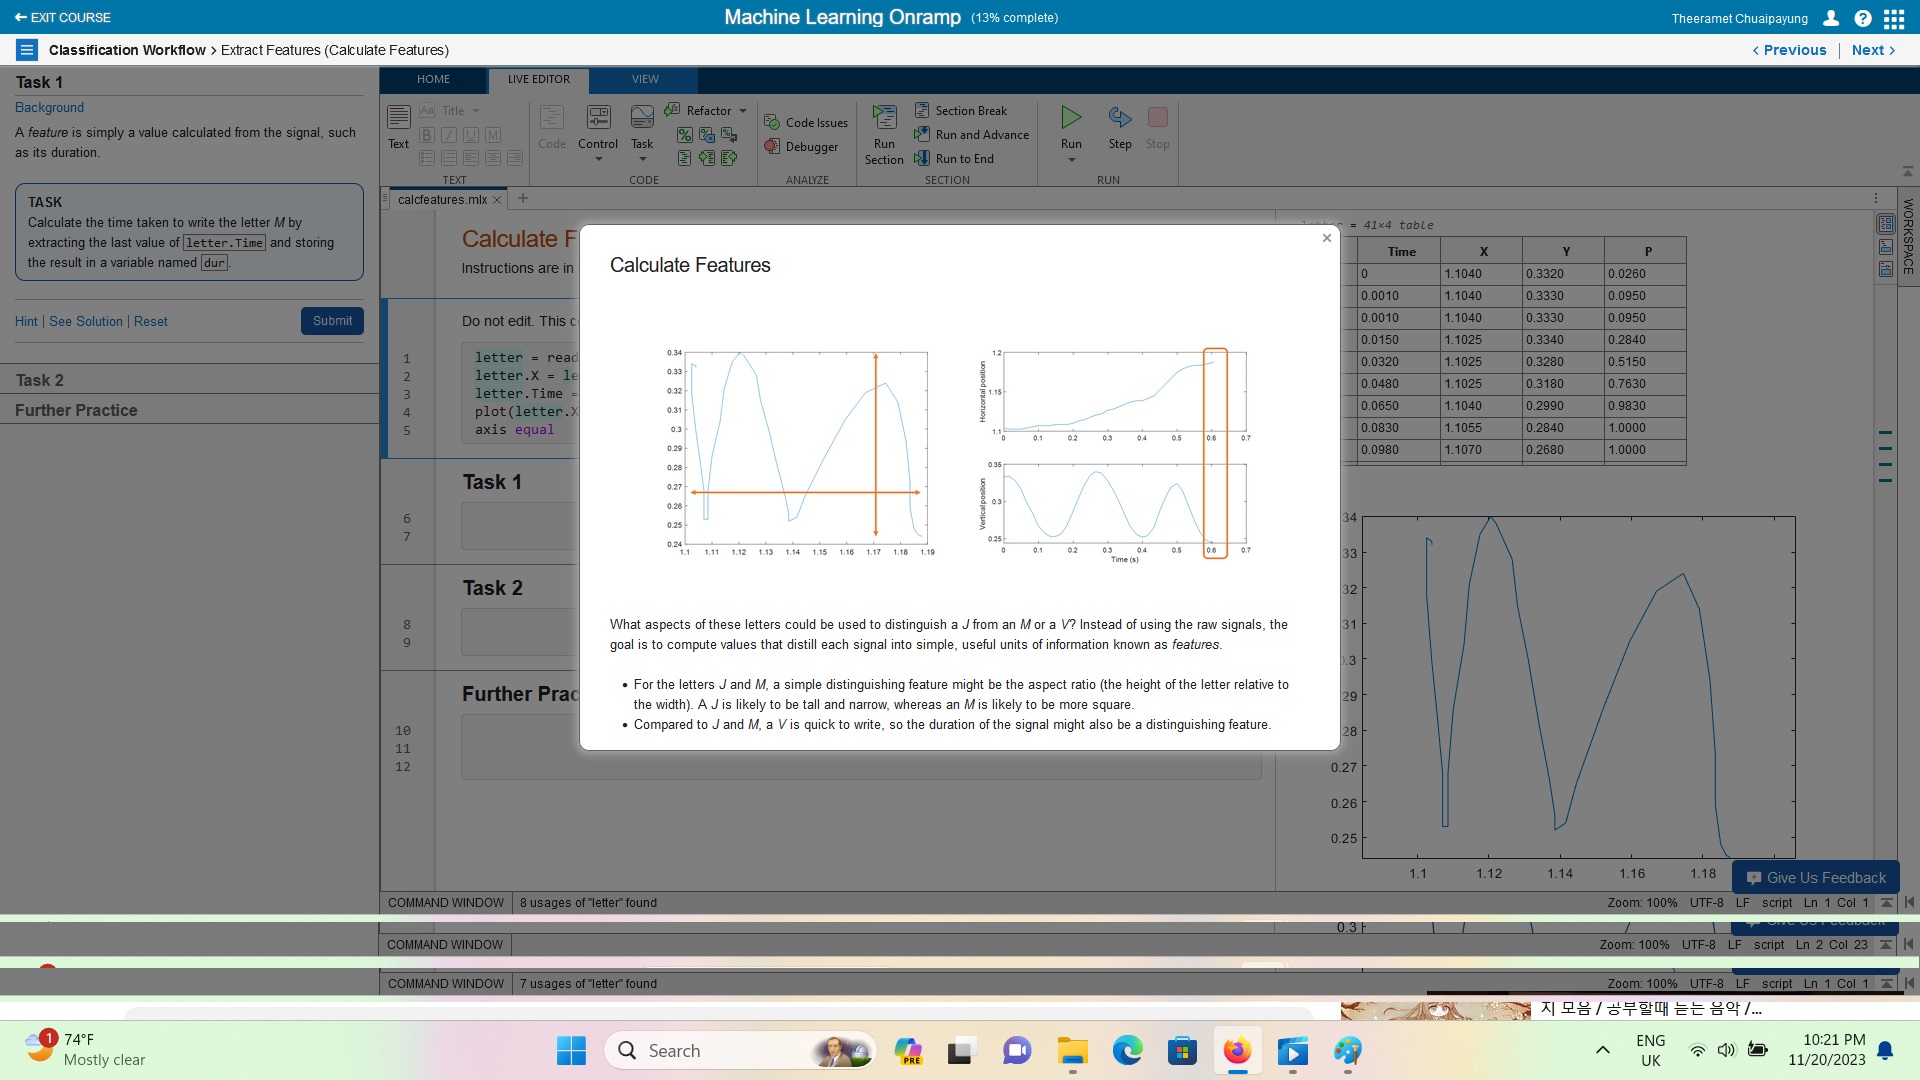 EXIT COURSE
Machine Learning Onramp (13% complete)
Theeramet Chuaipayung
Classification Workflow > Extract Features (Calculate Features)
< Previous | Next >
Task 1
Background
A feature is simply a value calculated from the signal, such
as its duration.
TASK
Calculate the time taken to write the letter M by
extracting the last value of letter.Time and storing
the result in a variable named dur.
Hint | See Solution | Reset
Submit
Task 2
Further Practice
HOME
LIVE EDITOR
VIEW
Text
Aa Title
B I U M
TEXT
Code
Control
Task
Refactor
CODE
Code Issues
Debugger
ANALYZE
Run
Section
Section Break
Run and Advance
Run to End
SECTION
Run
Step
Stop
RUN
calcfeatures.mlx
WORKSPACE
Calculate F
Instructions are in
Do not edit. This c
1 letter = read
2 letter.X = le
3 letter.Time =
4 plot(letter.X
5 axis equal
Task 1
6
7
Task 2
8
9
Further Prac
10
11
12
= 41×4 table
Time X Y P
0 1.1040 0.3320 0.0260
0.0010 1.1040 0.3330 0.0950
0.0010 1.1040 0.3330 0.0950
0.0150 1.1025 0.3340 0.2840
0.0320 1.1025 0.3280 0.5150
0.0480 1.1025 0.3180 0.7630
0.0650 1.1040 0.2990 0.9830
0.0830 1.1055 0.2840 1.0000
0.0980 1.1070 0.2680 1.0000
34
33
32
31
.3
29
28
0.27
0.26
0.25
1.1 1.12 1.14 1.16 1.18
Calculate Features
0.34
0.33
0.32
0.31
0.3
0.29
0.28
0.27
0.26
0.25
0.24
1.1 1.11 1.12 1.13 1.14 1.15 1.16 1.17 1.18 1.19
Horizontal position
1.2
1.15
1.1
0 0.1 0.2 0.3 0.4 0.5 0.6 0.7
Vertical position
0.35
0.3
0.25
0 0.1 0.2 0.3 0.4 0.5 0.6 0.7
Time (s)
What aspects of these letters could be used to distinguish a J from an M or a V? Instead of using the raw signals, the
goal is to compute values that distill each signal into simple, useful units of information known as features.
• For the letters J and M, a simple distinguishing feature might be the aspect ratio (the height of the letter relative to
the width). A J is likely to be tall and narrow, whereas an M is likely to be more square.
• Compared to J and M, a V is quick to write, so the duration of the signal might also be a distinguishing feature.
Give Us Feedback
COMMAND WINDOW 8 usages of "letter" found
Zoom: 100% UTF-8 LF script Ln 1 Col 1
0.3
Give Us Feedback
COMMAND WINDOW
Zoom: 100% UTF-8 LF script Ln 2 Col 23
COMMAND WINDOW 7 usages of "letter" found
Zoom: 100% UTF-8 LF script Ln 1 Col 1
지 모음 / 공부할때 듣는 음악 /...
1
74°F
Mostly clear
Search
PRE
ENG
UK
10:21 PM
11/20/2023